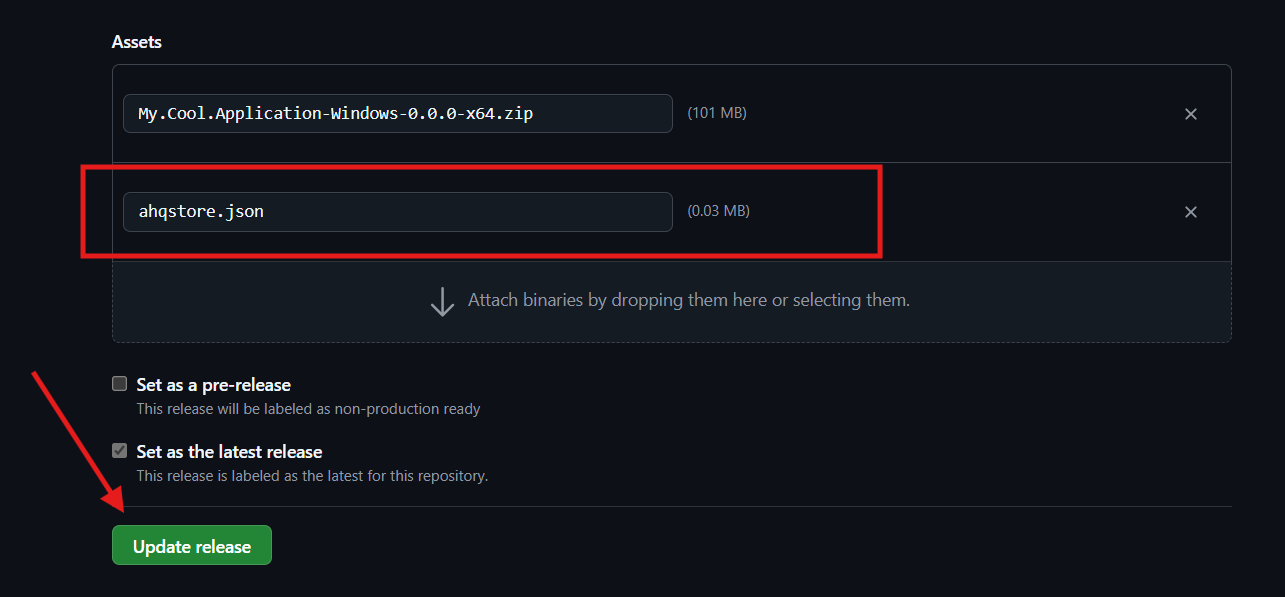 Assets
My.Cool.Application-Windows-0.0.0-x64.zip (101 MB)
ahqstore.json (0.03 MB)
Attach binaries by dropping them here or selecting them.
Set as a pre-release
This release will be labeled as non-production ready
Set as the latest release
This release is labeled as the latest for this repository.
Update release